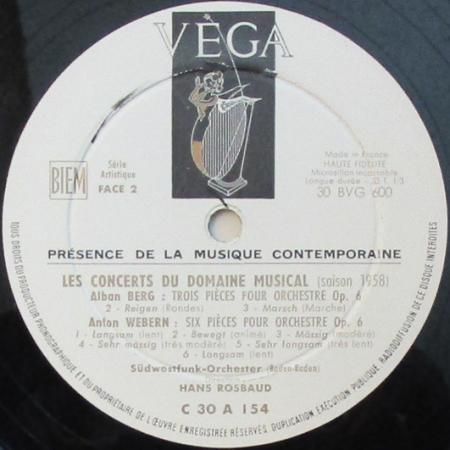 VÈGA
BIEM
Série
Artistique
FACE 2
Made in France
HAUTE FIDÉLITÉ
Microsillon incassable
Longue durée - 33 T. 1/3
30 BVG 600
PRÉSENCE DE LA MUSIQUE CONTEMPORAINE
LES CONCERTS DU DOMAINE MUSICAL (saison 1958)
Alban BERG : TROIS PIÈCES POUR ORCHESTRE Op. 6
2 - Reigen (Rondes) 3 - Marsch (Marche)
Anton WEBERN : SIX PIÈCES POUR ORCHESTRE Op. 6
1 - Langsam (lent) 2 - Bewegt (animé) 3 - Mässig (modéré)
4 - Sehr mässig (très modéré) 5 - Sehr langsam (très lent)
6 - Langsam (lent)
Südwestfunk-Orchester (Baden-Baden)
HANS ROSBAUD
C 30 A 154
TOUS DROITS DU PRODUCTEUR PHONOGRAPHIQUE ET DU PROPRIÉTAIRE DE L'ŒUVRE ENREGISTRÉE RÉSERVÉS. DUPLICATION EXÉCUTION PUBLIQUE RADIODIFFUSION DE CE DISQUE INTERDITES